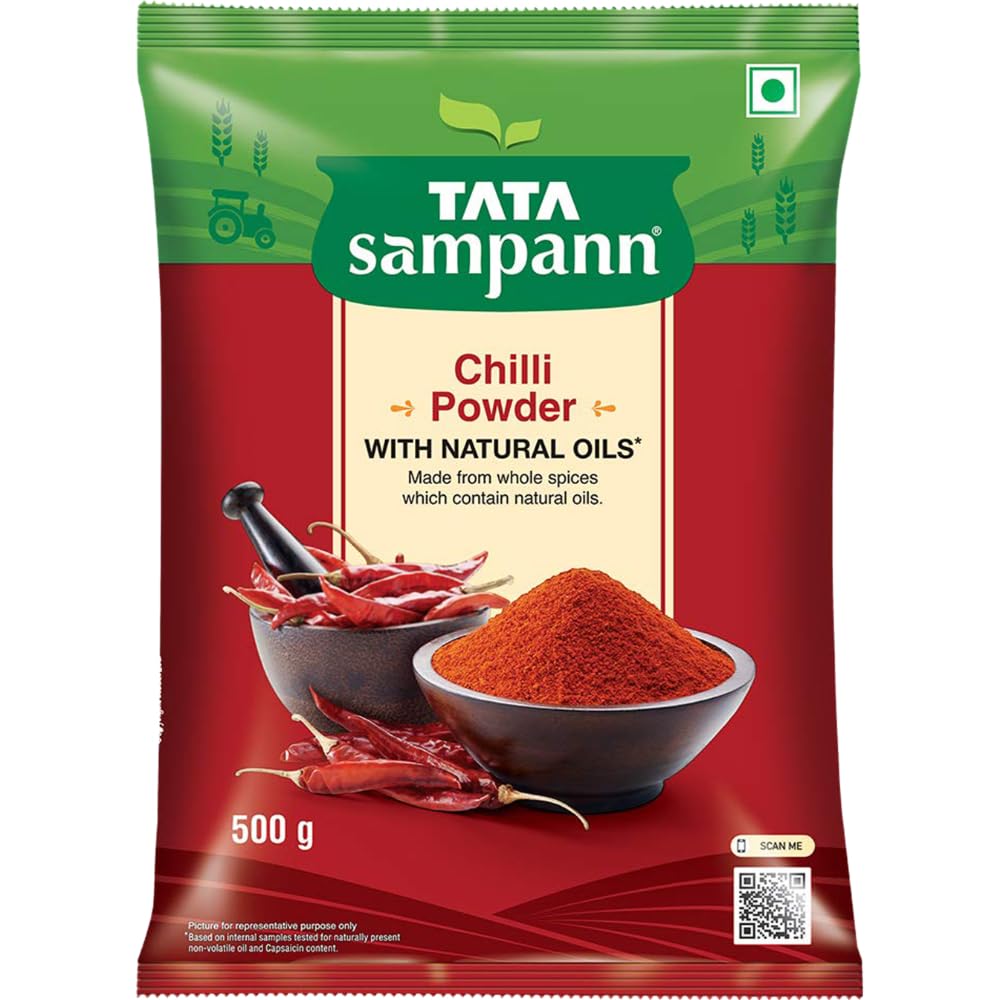 TATA
sampann®
Chilli
Powder
WITH NATURAL OILS*
Made from whole spices
which contain natural oils.
500 g
SCAN ME
Picture for representative purpose only
*Based on internal samples tested for naturally present
non-volatile oil and Capsaicin content.